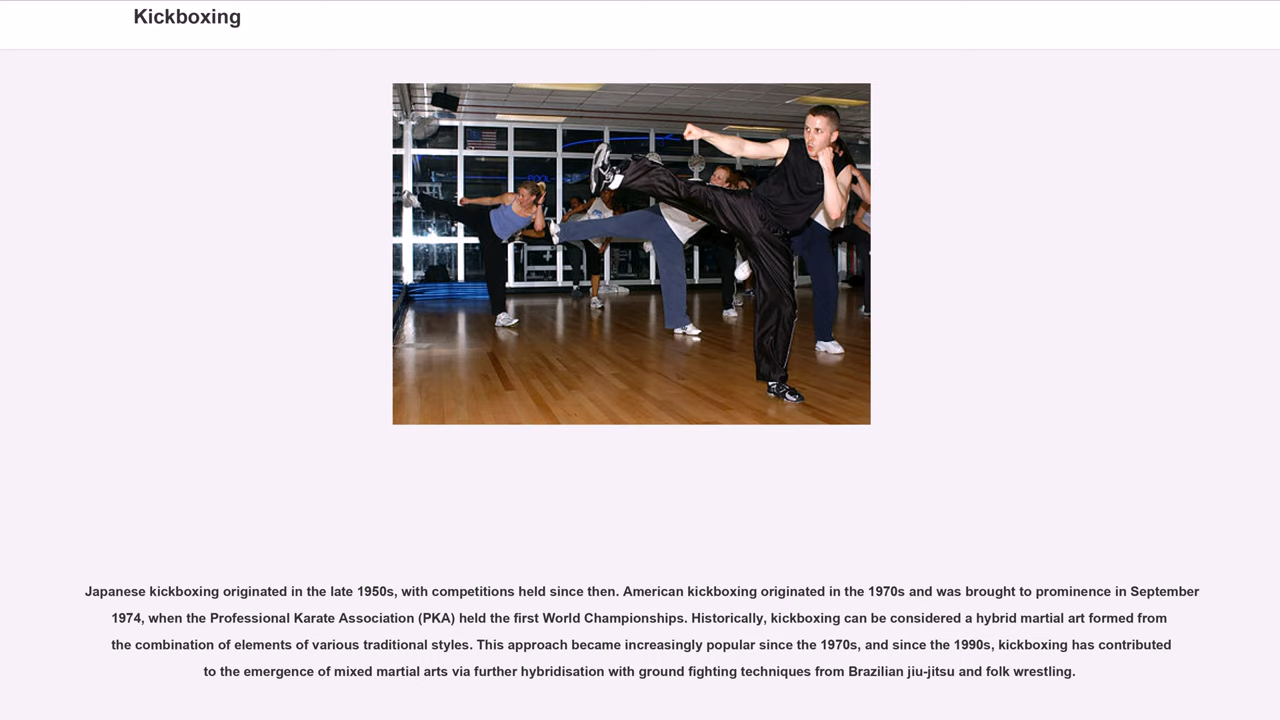 Kickboxing
POOL
Japanese kickboxing originated in the late 1950s, with competitions held since then. American kickboxing originated in the 1970s and was brought to prominence in September
1974, when the Professional Karate Association (PKA) held the first World Championships. Historically, kickboxing can be considered a hybrid martial art formed from
the combination of elements of various traditional styles. This approach became increasingly popular since the 1970s, and since the 1990s, kickboxing has contributed
to the emergence of mixed martial arts via further hybridisation with ground fighting techniques from Brazilian jiu-jitsu and folk wrestling.